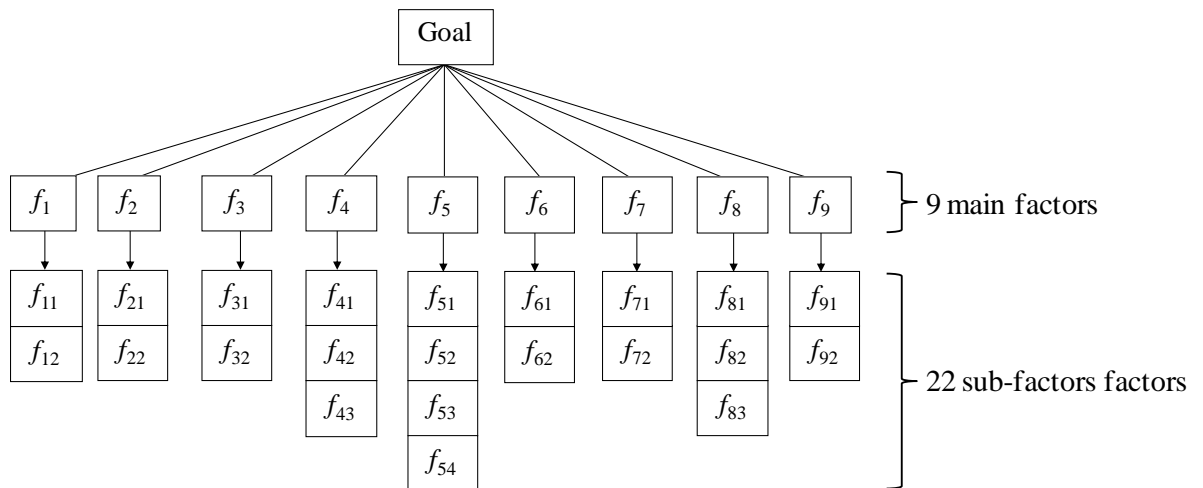 Goal
f1 f2 f3 f4 f5 f6 f7 f8 f9
9 main factors
f11 f21 f31 f41 f51 f61 f71 f81 f91
f12 f22 f32 f42 f52 f62 f72 f82 f92
22 sub-factors factors
f43 f53 f83
f54